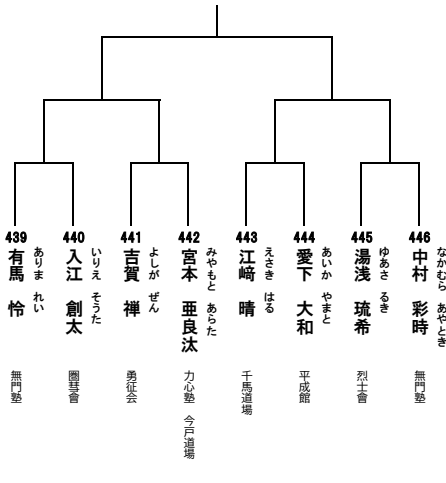 439
有馬 怜
ありま れい
無門塾
440
入江 創太
いりえ そうた
圏彗會
441
吉賀 禅
よしが ぜん
勇征会
442
宮本 亜良汰
みやもと あらた
力心塾 今戸道場
443
江﨑 晴
えさき はる
千馬道場
444
愛下 大和
あいか やまと
平成館
445
湯浅 琉希
ゆあさ るき
烈士會
446
中村 彩時
なかむら あやとき
無門塾